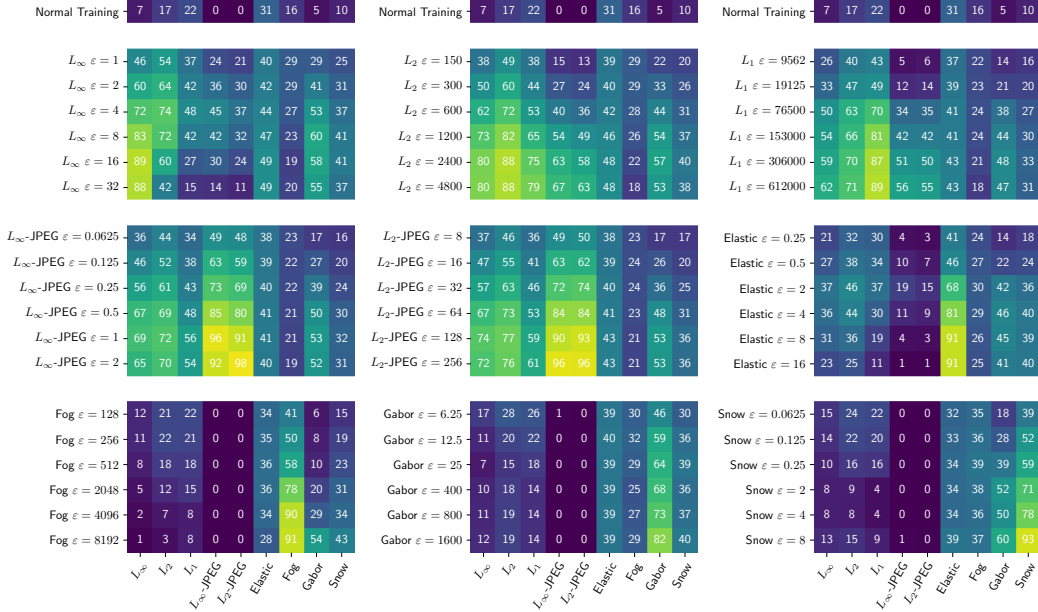 Normal Training 7 17 22 0 0 31 16 5 10
Normal Training 7 17 22 0 0 31 16 5 10
Normal Training 7 17 22 0 0 31 16 5 10
L∞ ε = 1 46 54 37 24 21 40 29 29 25
L∞ ε = 2 60 64 42 36 30 42 29 41 31
L∞ ε = 4 72 74 48 45 37 44 27 53 37
L∞ ε = 8 83 72 42 42 32 47 23 60 41
L∞ ε = 16 89 60 27 30 24 49 19 58 41
L∞ ε = 32 88 42 15 14 11 49 20 55 37
L2 ε = 150 38 49 38 15 13 39 29 22 20
L2 ε = 300 50 60 44 27 24 40 29 33 26
L2 ε = 600 62 72 53 40 36 42 28 44 31
L2 ε = 1200 73 82 65 54 49 46 26 54 37
L2 ε = 2400 80 88 75 63 58 48 22 57 40
L2 ε = 4800 80 88 79 67 63 48 18 53 38
L1 ε = 9562 26 40 43 5 6 37 22 14 16
L1 ε = 19125 33 47 49 12 14 39 23 21 20
L1 ε = 76500 50 63 70 34 35 41 27 37 27
L1 ε = 153000 54 66 81 42 42 41 24 44 30
L1 ε = 306000 59 70 87 51 50 43 21 48 33
L1 ε = 612000 62 71 89 56 55 43 18 47 31
L∞-JPEG ε = 0.0625 36 44 34 49 48 38 23 17 16
L∞-JPEG ε = 0.125 46 52 38 63 59 39 22 27 20
L∞-JPEG ε = 0.25 56 61 43 73 69 40 22 39 24
L∞-JPEG ε = 0.5 67 69 48 85 80 41 21 50 30
L∞-JPEG ε = 1 69 72 56 96 91 41 21 53 32
L∞-JPEG ε = 2 65 70 54 92 98 40 19 52 31
L2-JPEG ε = 8 37 46 36 49 50 38 23 17 17
L2-JPEG ε = 16 47 55 41 63 62 39 24 26 20
L2-JPEG ε = 32 57 63 46 72 74 40 24 36 25
L2-JPEG ε = 64 67 73 53 84 84 41 23 48 31
L2-JPEG ε = 128 74 77 59 90 93 43 21 53 36
L2-JPEG ε = 256 72 76 61 96 96 42 19 53 36
Elastic ε = 0.25 21 32 30 4 3 41 24 14 18
Elastic ε = 0.5 27 38 34 10 7 46 27 22 24
Elastic ε = 2 37 46 37 19 15 68 30 42 36
Elastic ε = 4 36 44 30 11 9 81 29 46 40
Elastic ε = 8 31 36 19 4 3 91 26 45 39
Elastic ε = 16 23 25 11 1 1 91 25 41 40
Fog ε = 128 12 21 22 0 0 34 41 6 15
Fog ε = 256 11 22 21 0 0 35 50 8 19
Fog ε = 512 8 18 18 0 0 36 58 10 23
Fog ε = 2048 5 12 15 0 0 36 78 20 31
Fog ε = 4096 2 7 8 0 0 34 90 29 34
Fog ε = 8192 1 3 8 0 0 28 91 54 43
L∞ L2 L1 L∞-JPEG L2-JPEG Elastic Fog Gabor Snow
Gabor ε = 6.25 17 28 26 1 0 39 30 46 30
Gabor ε = 12.5 11 20 22 0 0 40 32 59 36
Gabor ε = 25 7 15 18 0 0 39 29 64 39
Gabor ε = 400 10 18 14 0 0 39 28 68 36
Gabor ε = 800 10 19 14 0 0 39 27 73 37
Gabor ε = 1600 12 19 14 0 0 39 29 82 40
L∞ L2 L1 L∞-JPEG L2-JPEG Elastic Fog Gabor Snow
Snow ε = 0.0625 15 24 22 0 0 32 35 18 39
Snow ε = 0.125 14 22 20 0 0 33 36 28 52
Snow ε = 0.25 10 16 16 0 0 34 39 39 59
Snow ε = 2 8 9 4 0 0 34 38 52 71
Snow ε = 4 8 8 4 0 0 34 36 50 78
Snow ε = 8 13 15 9 1 0 39 37 60 93
L∞ L2 L1 L∞-JPEG L2-JPEG Elastic Fog Gabor Snow